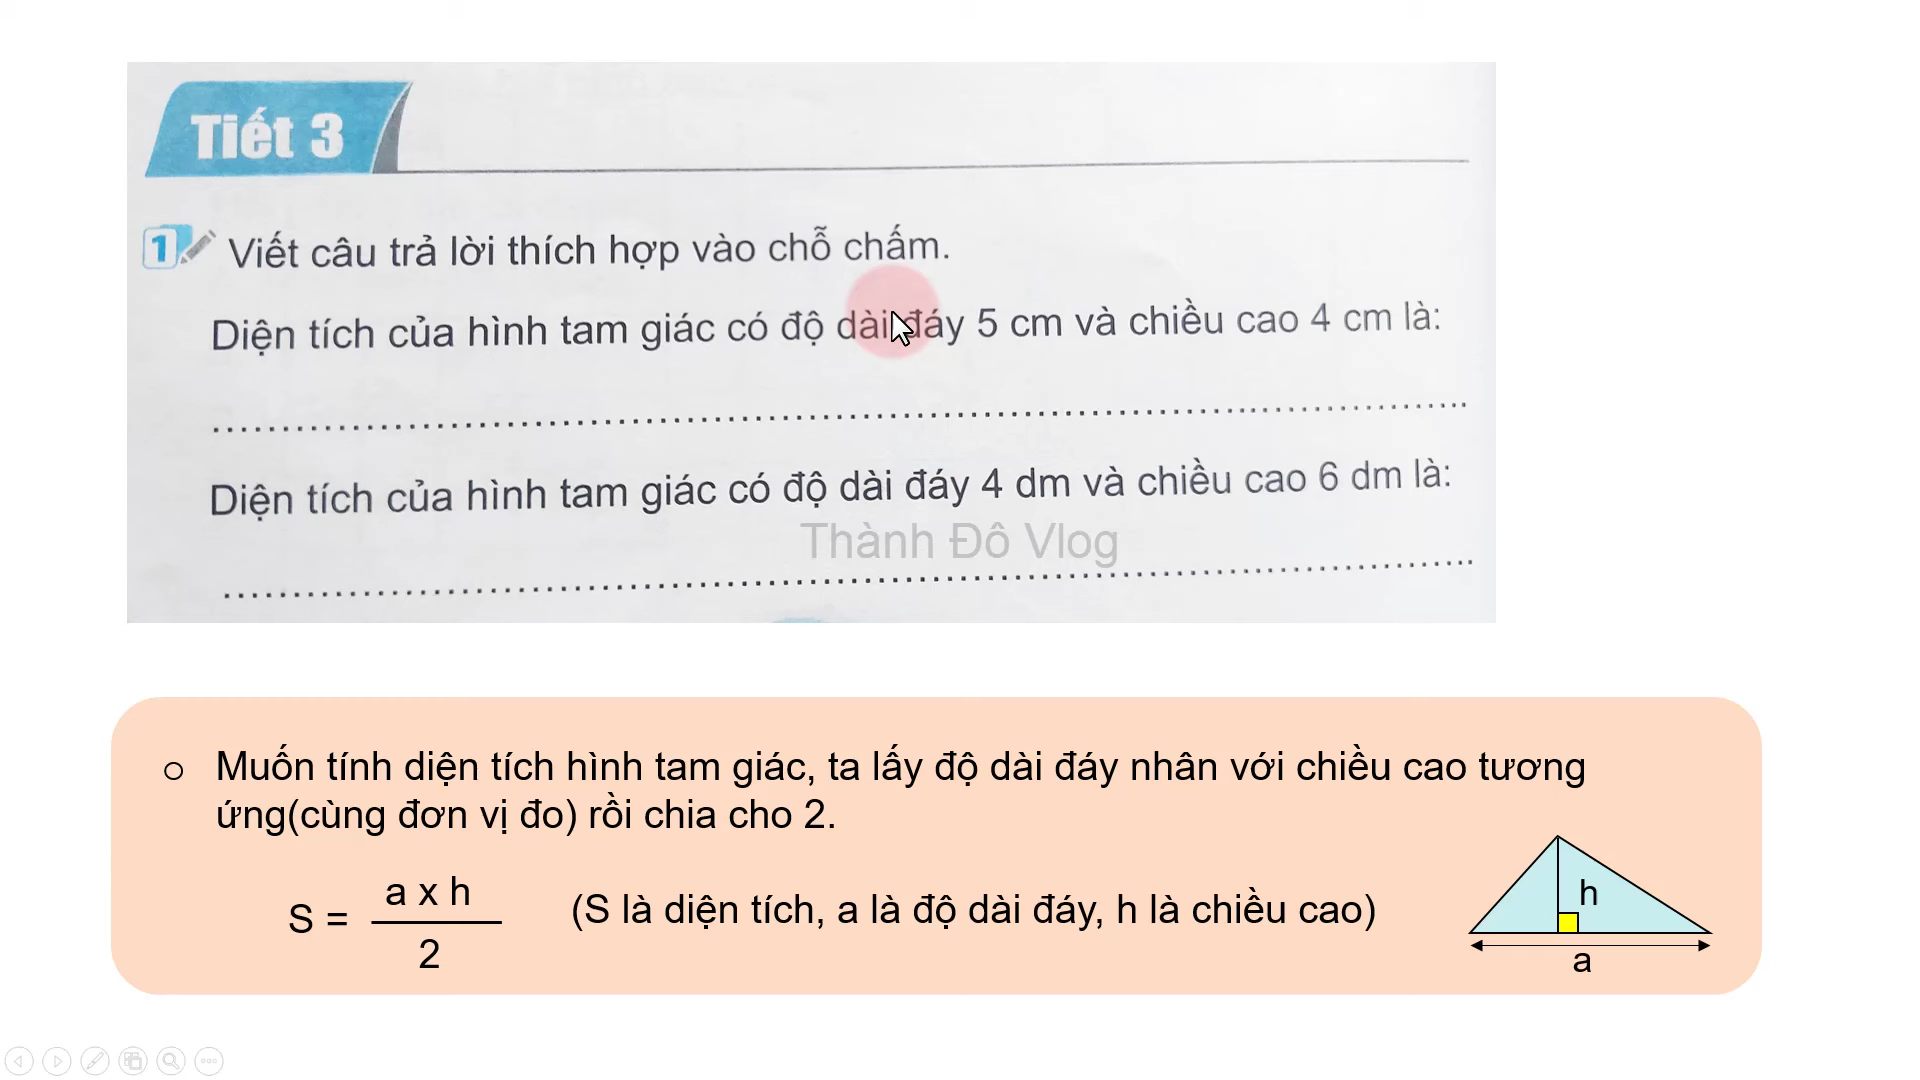 Tiết 3
1 Viết câu trả lời thích hợp vào chỗ chấm.
Diện tích của hình tam giác có độ dài đáy 5 cm và chiều cao 4 cm là:
Diện tích của hình tam giác có độ dài đáy 4 dm và chiều cao 6 dm là:
Thành Đô Vlog
o Muốn tính diện tích hình tam giác, ta lấy độ dài đáy nhân với chiều cao tương
ứng(cùng đơn vị đo) rồi chia cho 2.
S = a x h / 2 (S là diện tích, a là độ dài đáy, h là chiều cao)
h
a